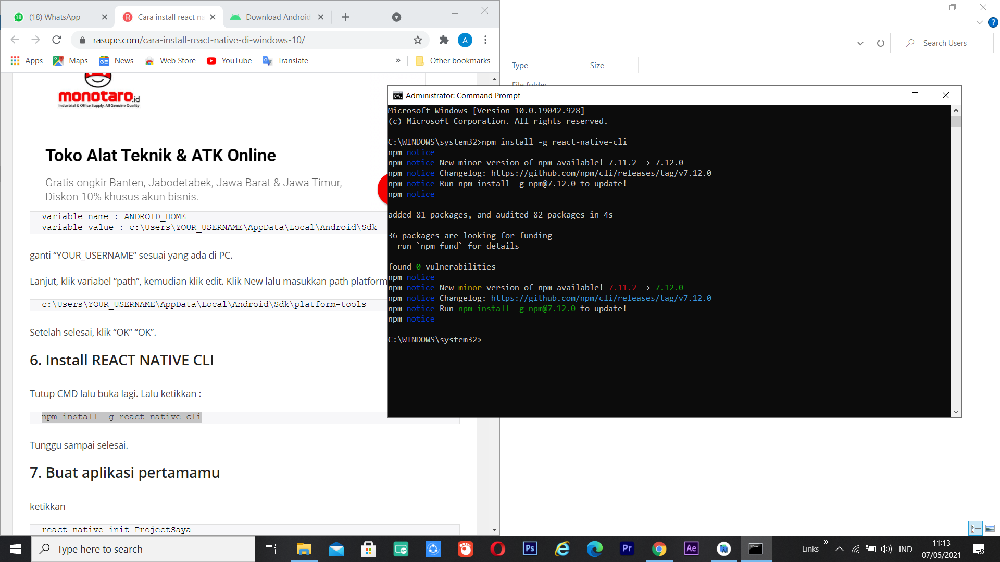 (18) WhatsApp
Cara install react na
Download Android
rasupe.com/cara-install-react-native-di-windows-10/
A
Apps
Maps
News
Web Store
YouTube
Translate
»
Other bookmarks
monotaro.id
Industrial & Office Supply, All Genuine Quality
Toko Alat Teknik & ATK Online
Gratis ongkir Banten, Jabodetabek, Jawa Barat & Jawa Timur,
Diskon 10% khusus akun bisnis.
variable name : ANDROID_HOME
variable value : c:\Users\YOUR_USERNAME\AppData\Local\Android\Sdk
ganti “YOUR_USERNAME” sesuai yang ada di PC.
Lanjut, klik variabel “path”, kemudian klik edit. Klik New lalu masukkan path platform
c:\Users\YOUR_USERNAME\AppData\Local\Android\Sdk\platform-tools
Setelah selesai, klik “OK” “OK”.
6. Install REACT NATIVE CLI
Tutup CMD lalu buka lagi. Lalu ketikkan :
npm install -g react-native-cli
Tunggu sampai selesai.
7. Buat aplikasi pertamamu
ketikkan
react-native init ProjectSaya
Search Users
Type
Size
File folder
Administrator: Command Prompt
Microsoft Windows [Version 10.0.19042.928]
(c) Microsoft Corporation. All rights reserved.
C:\WINDOWS\system32>npm install -g react-native-cli
npm notice
npm notice New minor version of npm available! 7.11.2 -> 7.12.0
npm notice Changelog: https://github.com/npm/cli/releases/tag/v7.12.0
npm notice Run npm install -g npm@7.12.0 to update!
npm notice
added 81 packages, and audited 82 packages in 4s
36 packages are looking for funding
run `npm fund` for details
found 0 vulnerabilities
npm notice
npm notice New minor version of npm available! 7.11.2 -> 7.12.0
npm notice Changelog: https://github.com/npm/cli/releases/tag/v7.12.0
npm notice Run npm install -g npm@7.12.0 to update!
npm notice
C:\WINDOWS\system32>
Type here to search
Ps
Pr
Ae
Links
»
IND
11:13
07/05/2021